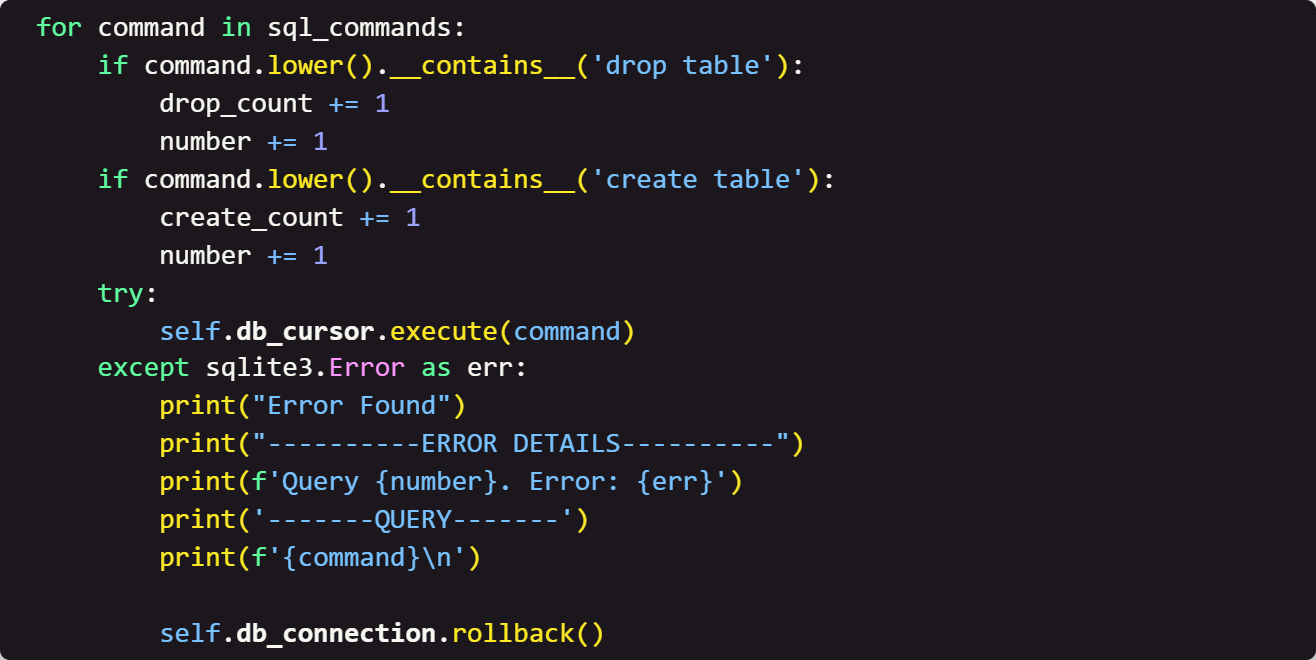 for command in sql_commands:
    if command.lower().__contains__('drop table'):
        drop_count += 1
        number += 1
    if command.lower().__contains__('create table'):
        create_count += 1
        number += 1
    try:
        self.db_cursor.execute(command)
    except sqlite3.Error as err:
        print("Error Found")
        print("----------ERROR DETAILS----------")
        print(f'Query {number}. Error: {err}')
        print('-------QUERY-------')
        print(f'{command}\n')

        self.db_connection.rollback()